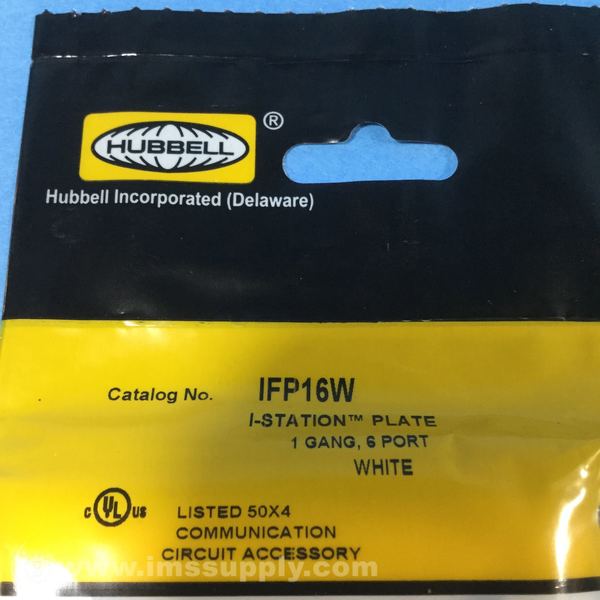 HUBBELL ®
Hubbell Incorporated (Delaware)
Catalog No. IFP16W
I-STATION™ PLATE
1 GANG, 6 PORT
WHITE
C UL US LISTED 50X4
COMMUNICATION
CIRCUIT ACCESSORY
www.imssupply.com